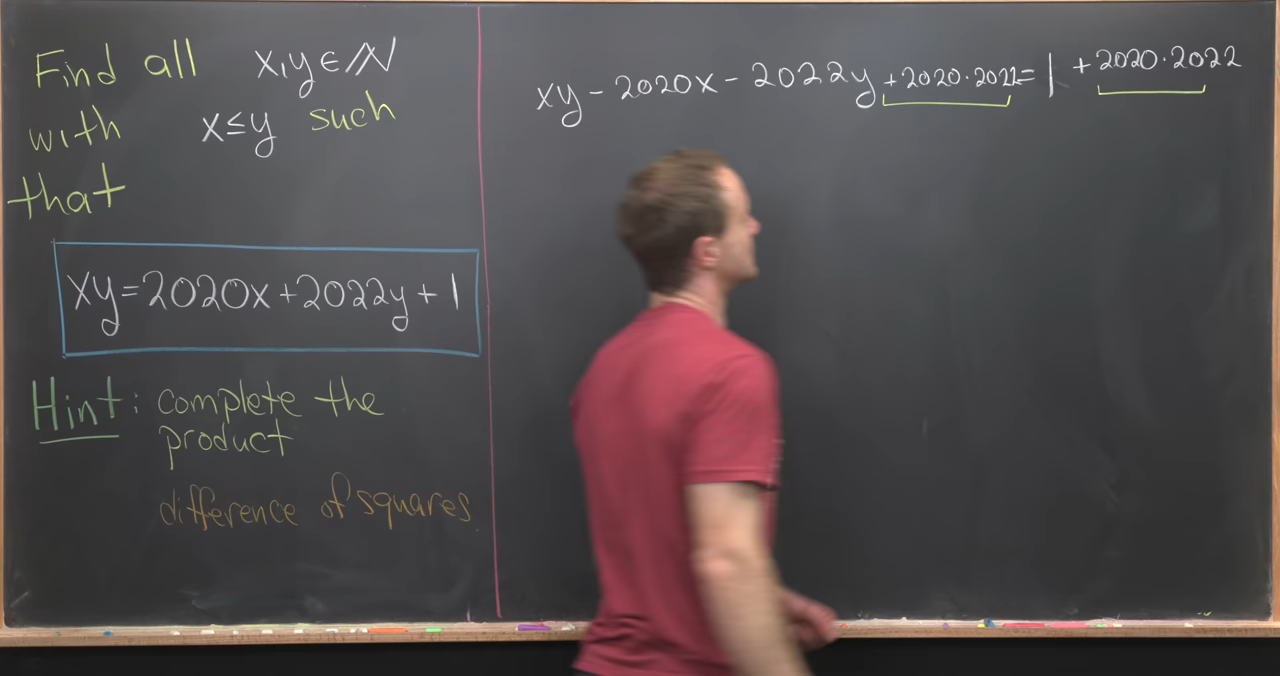 Find all x,y∈ℕ
with x≤y such
that
xy=2020x+2022y+1
Hint: complete the
product
difference of squares
xy-2020x-2022y+2020·2022=1+2020·2022